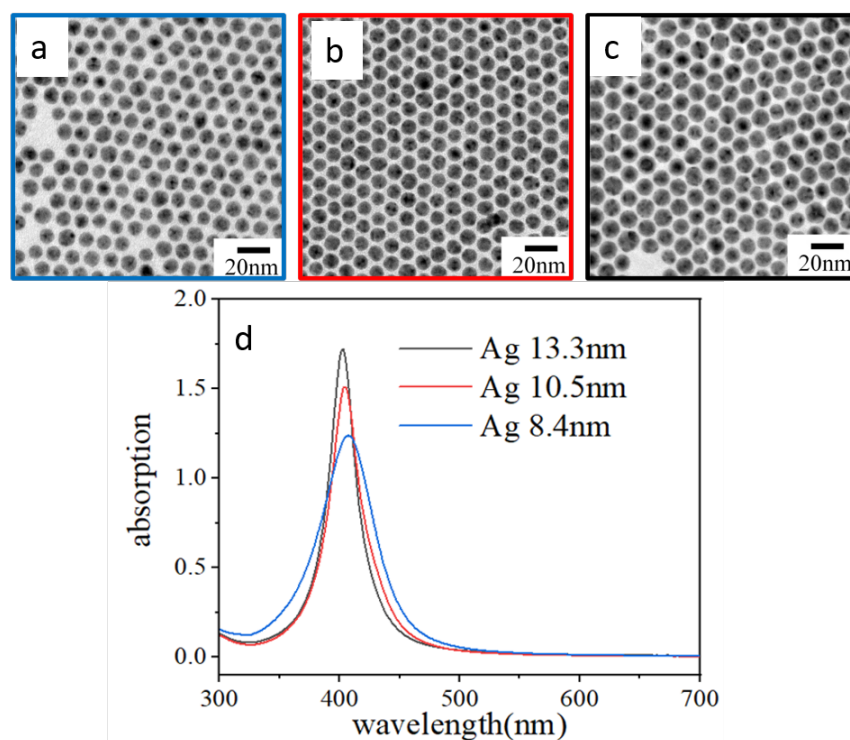 a
b
c
20nm
20nm
20nm
d
Ag 13.3nm
Ag 10.5nm
Ag 8.4nm
2.0
1.5
1.0
0.5
0.0
absorption
300
400
500
600
700
wavelength(nm)